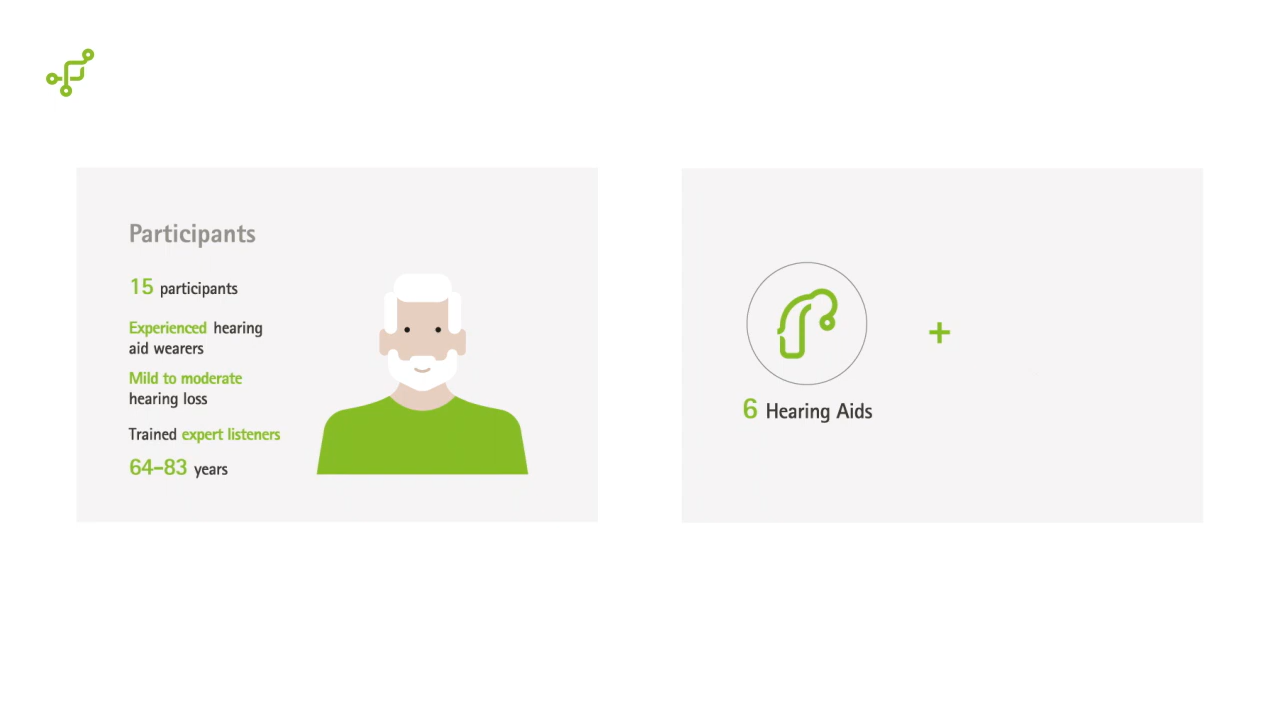 Participants
15 participants
Experienced hearing
aid wearers
Mild to moderate
hearing loss
Trained expert listeners
64–83 years
+
6 Hearing Aids